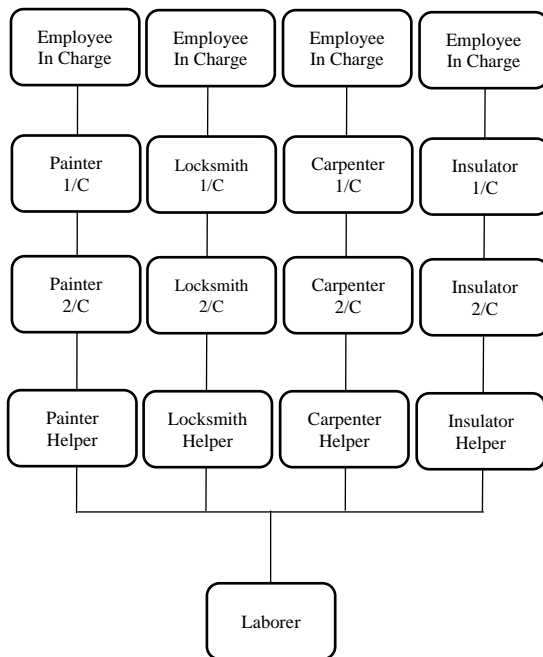 Employee
In Charge
Employee
In Charge
Employee
In Charge
Employee
In Charge
Painter
1/C
Locksmith
1/C
Carpenter
1/C
Insulator
1/C
Painter
2/C
Locksmith
2/C
Carpenter
2/C
Insulator
2/C
Painter
Helper
Locksmith
Helper
Carpenter
Helper
Insulator
Helper
Laborer